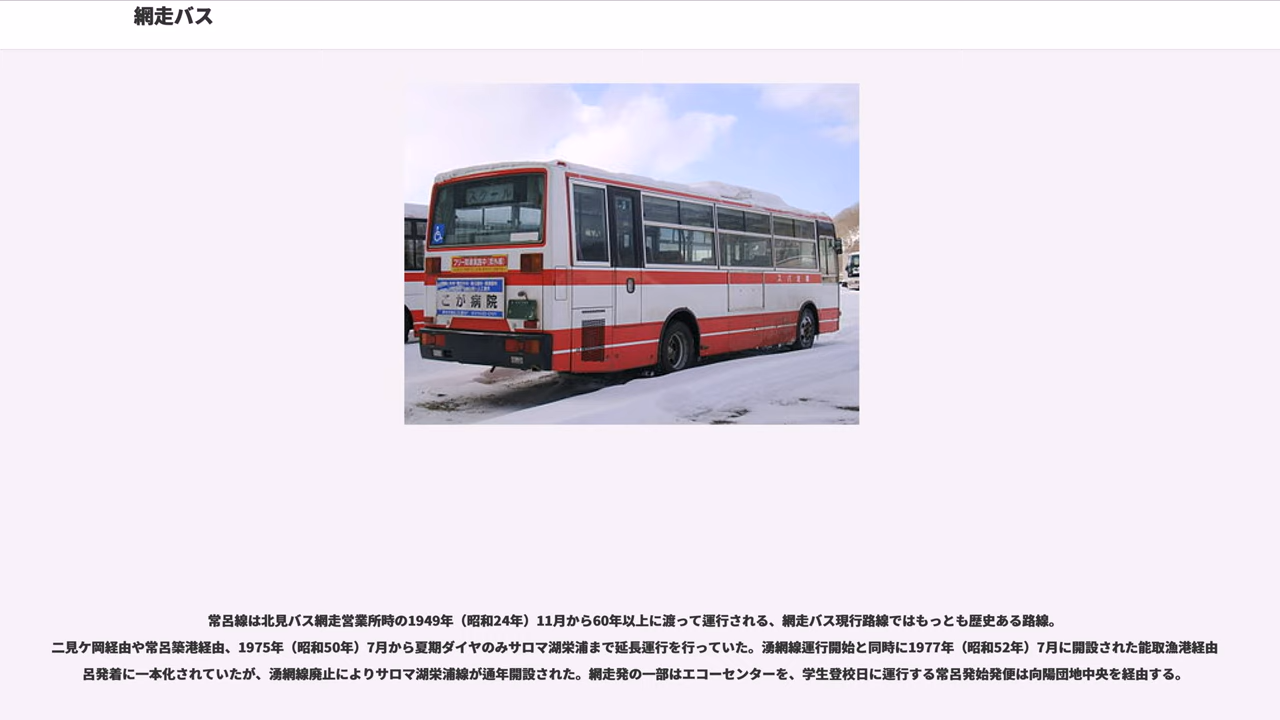 網走バス
スクール
こが病院
常呂線は北見バス網走営業所時の1949年（昭和24年）11月から60年以上に渡って運行される、網走バス現行路線ではもっとも歴史ある路線。
二見ケ岡経由や常呂築港経由、1975年（昭和50年）7月から夏期ダイヤのみサロマ湖栄浦まで延長運行を行っていた。湧網線運行開始と同時に1977年（昭和52年）7月に開設された能取漁港経由
呂発着に一本化されていたが、湧網線廃止によりサロマ湖栄浦線が通年開設された。網走発の一部はエコーセンターを、学生登校日に運行する常呂発始発便は向陽団地中央を経由する。